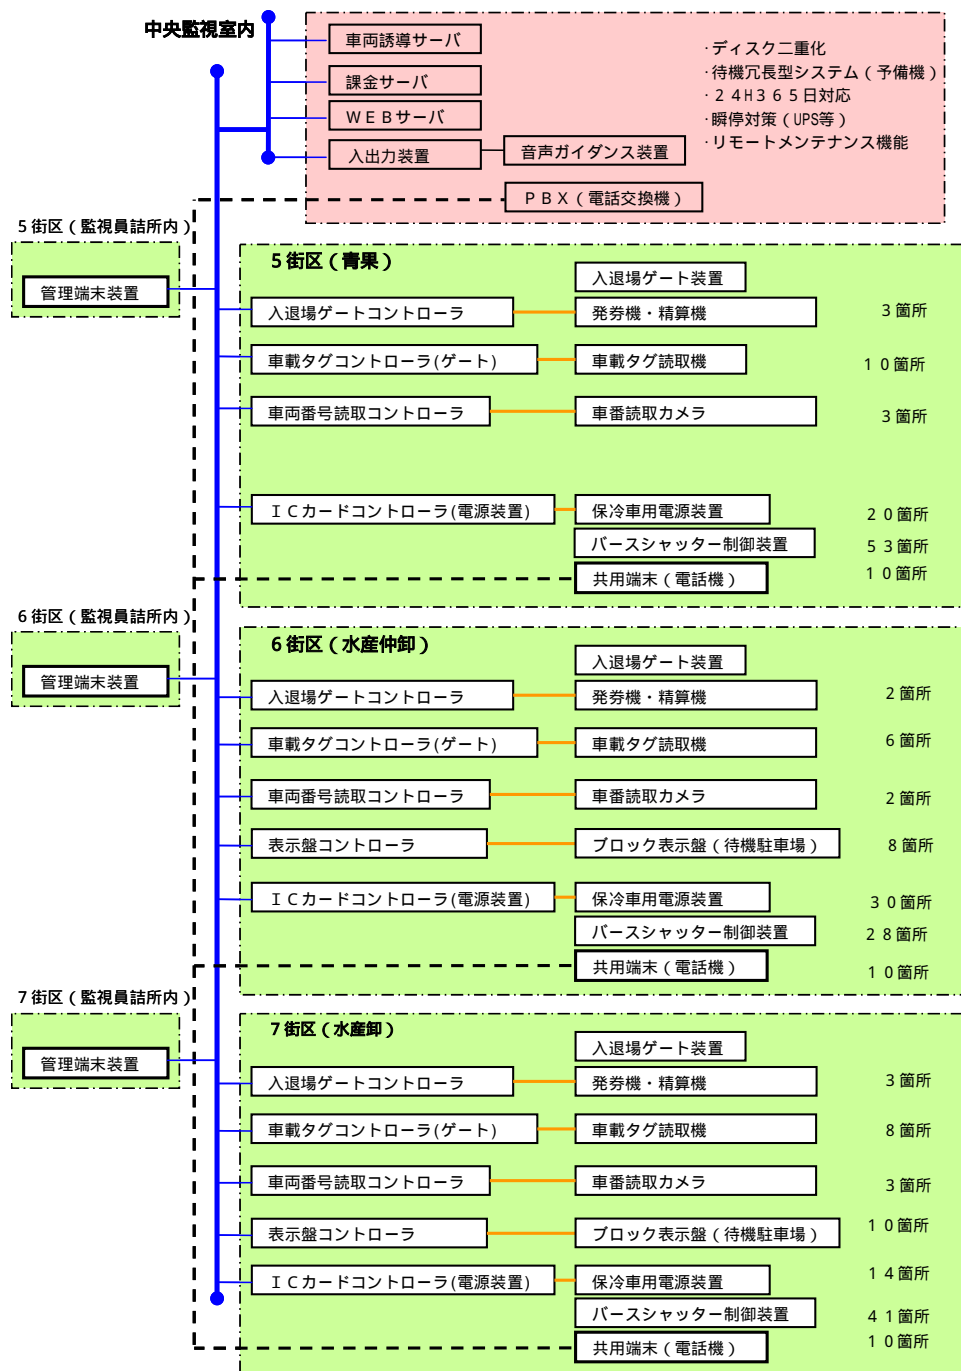 中央監視室内
車両誘導サーバ
課金サーバ
ＷＥＢサーバ
入出力装置
音声ガイダンス装置
ＰＢＸ（電話交換機）
･ディスク二重化
･待機冗長型システム（予備機）
･２４H３６５日対応
･瞬停対策（UPS等）
･リモートメンテナンス機能
5街区（監視員詰所内）
管理端末装置
5街区（青果）
入退場ゲート装置
入退場ゲートコントローラ
発券機・精算機
3箇所
車載タグコントローラ(ゲート)
車載タグ読取機
１０箇所
車両番号読取コントローラ
車番読取カメラ
3箇所
ＩＣカードコントローラ(電源装置)
保冷車用電源装置
２０箇所
バースシャッター制御装置
５３箇所
共用端末（電話機）
１０箇所
6街区（監視員詰所内）
管理端末装置
6街区（水産仲卸）
入退場ゲート装置
入退場ゲートコントローラ
発券機・精算機
2箇所
車載タグコントローラ(ゲート)
車載タグ読取機
6箇所
車両番号読取コントローラ
車番読取カメラ
2箇所
表示盤コントローラ
ブロック表示盤（待機駐車場）
8箇所
ＩＣカードコントローラ(電源装置)
保冷車用電源装置
３０箇所
バースシャッター制御装置
２８箇所
共用端末（電話機）
１０箇所
7街区（監視員詰所内）
管理端末装置
7街区（水産卸）
入退場ゲート装置
入退場ゲートコントローラ
発券機・精算機
3箇所
車載タグコントローラ(ゲート)
車載タグ読取機
8箇所
車両番号読取コントローラ
車番読取カメラ
3箇所
表示盤コントローラ
ブロック表示盤（待機駐車場）
１０箇所
ＩＣカードコントローラ(電源装置)
保冷車用電源装置
１４箇所
バースシャッター制御装置
４１箇所
共用端末（電話機）
１０箇所